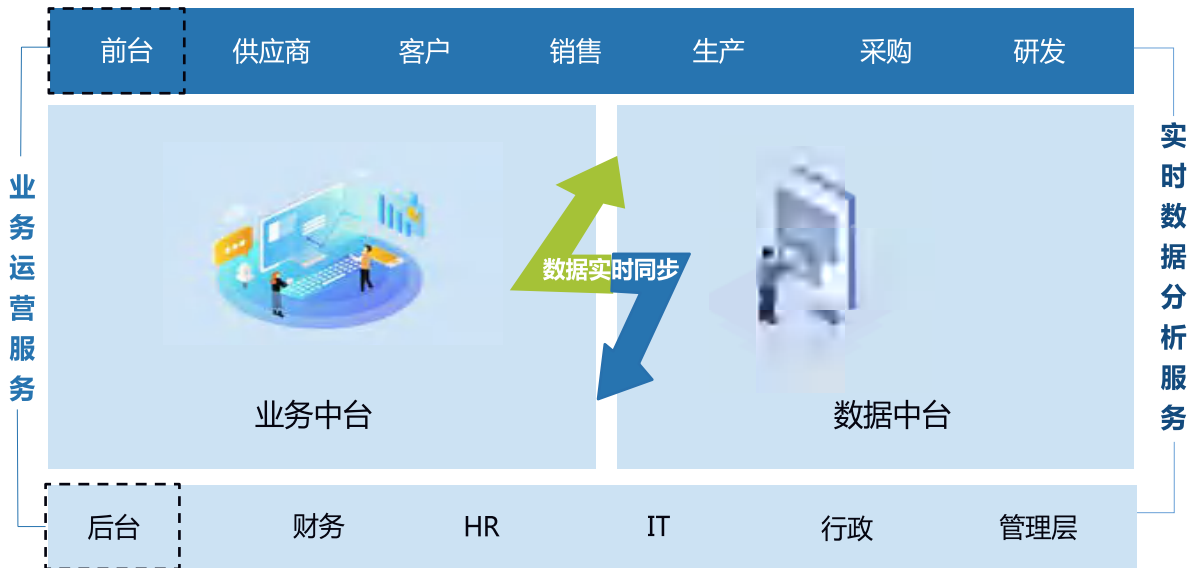 前台
供应商
客户
销售
生产
采购
研发
业务运营服务
数据实时同步
实时数据分析服务
业务中台
数据中台
后台
财务
HR
IT
行政
管理层